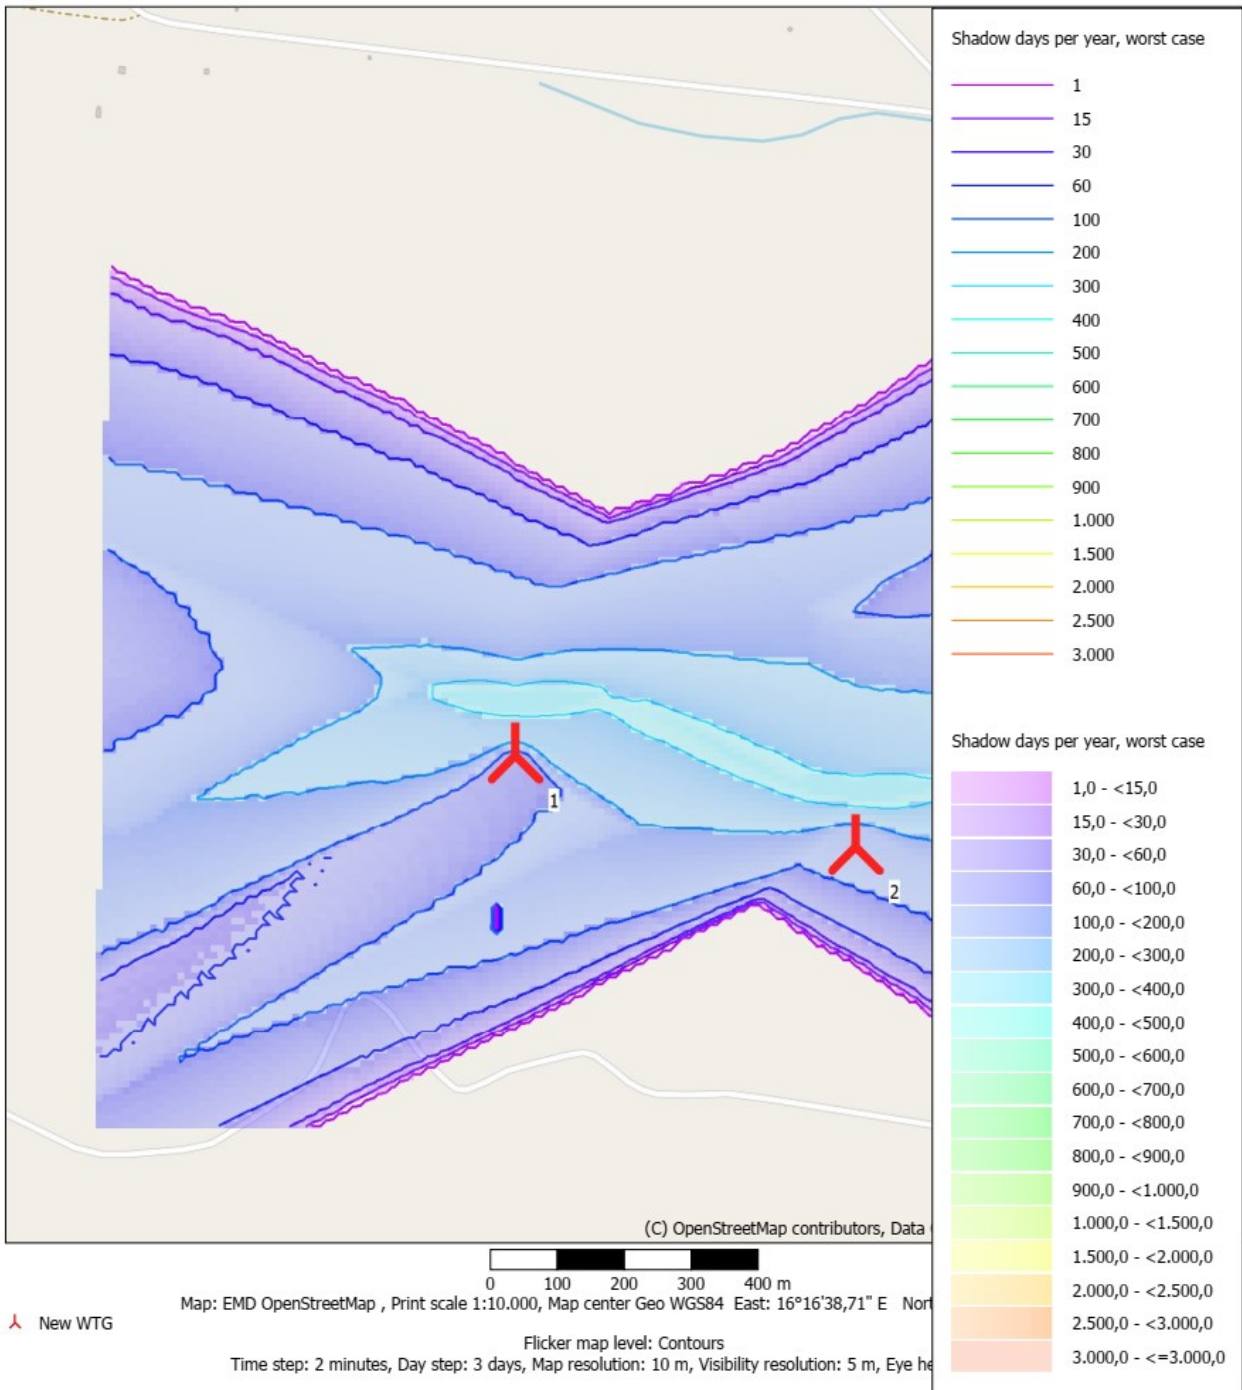 Shadow days per year, worst case
1
15
30
60
100
200
300
400
500
600
700
800
900
1.000
1.500
2.000
2.500
3.000
Shadow days per year, worst case
1,0 - <15,0
15,0 - <30,0
30,0 - <60,0
60,0 - <100,0
100,0 - <200,0
200,0 - <300,0
300,0 - <400,0
400,0 - <500,0
500,0 - <600,0
600,0 - <700,0
700,0 - <800,0
800,0 - <900,0
900,0 - <1.000,0
1.000,0 - <1.500,0
1.500,0 - <2.000,0
2.000,0 - <2.500,0
2.500,0 - <3.000,0
3.000,0 - <=3.000,0
1
2
(C) OpenStreetMap contributors, Data
0 100 200 300 400 m
Map: EMD OpenStreetMap , Print scale 1:10.000, Map center Geo WGS84 East: 16°16'38,71" E Nort
New WTG
Flicker map level: Contours
Time step: 2 minutes, Day step: 3 days, Map resolution: 10 m, Visibility resolution: 5 m, Eye he